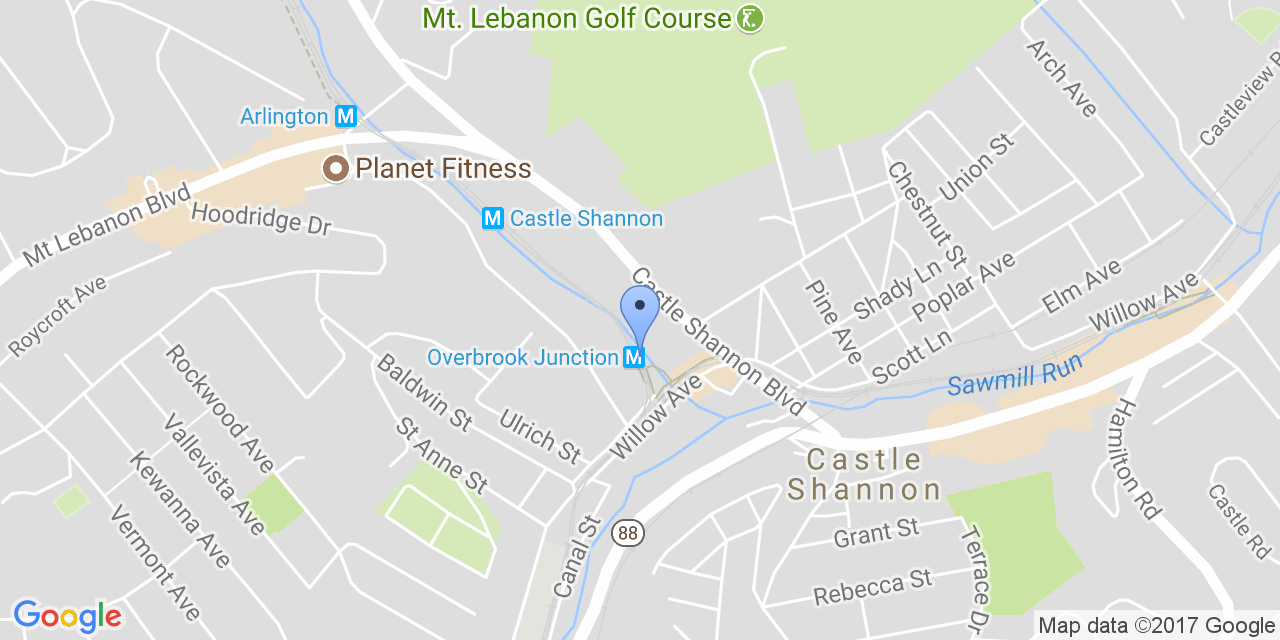 Mt. Lebanon Golf Course
Arch Ave
Castleview
Arlington M
Planet Fitness
Union St
Chestnut St
Mt Lebanon Blvd
Hoodridge Dr
M Castle Shannon
Shady Ln
Poplar Ave
Elm Ave
Willow Ave
Roycroft Ave
Castle Shannon Blvd
Pine Ave
Scott Ln
Overbrook Junction M
Sawmill Run
Rockwood Ave
Baldwin St
Willow Ave
Ulrich St
St Anne St
Valleyista Ave
Kewanna Ave
Vermont Ave
Castle
Shannon
Hamilton Rd
Castle Rd
88
Canal St
Grant St
Rebecca St
Terrace Dr
Google
Map data ©2017 Google